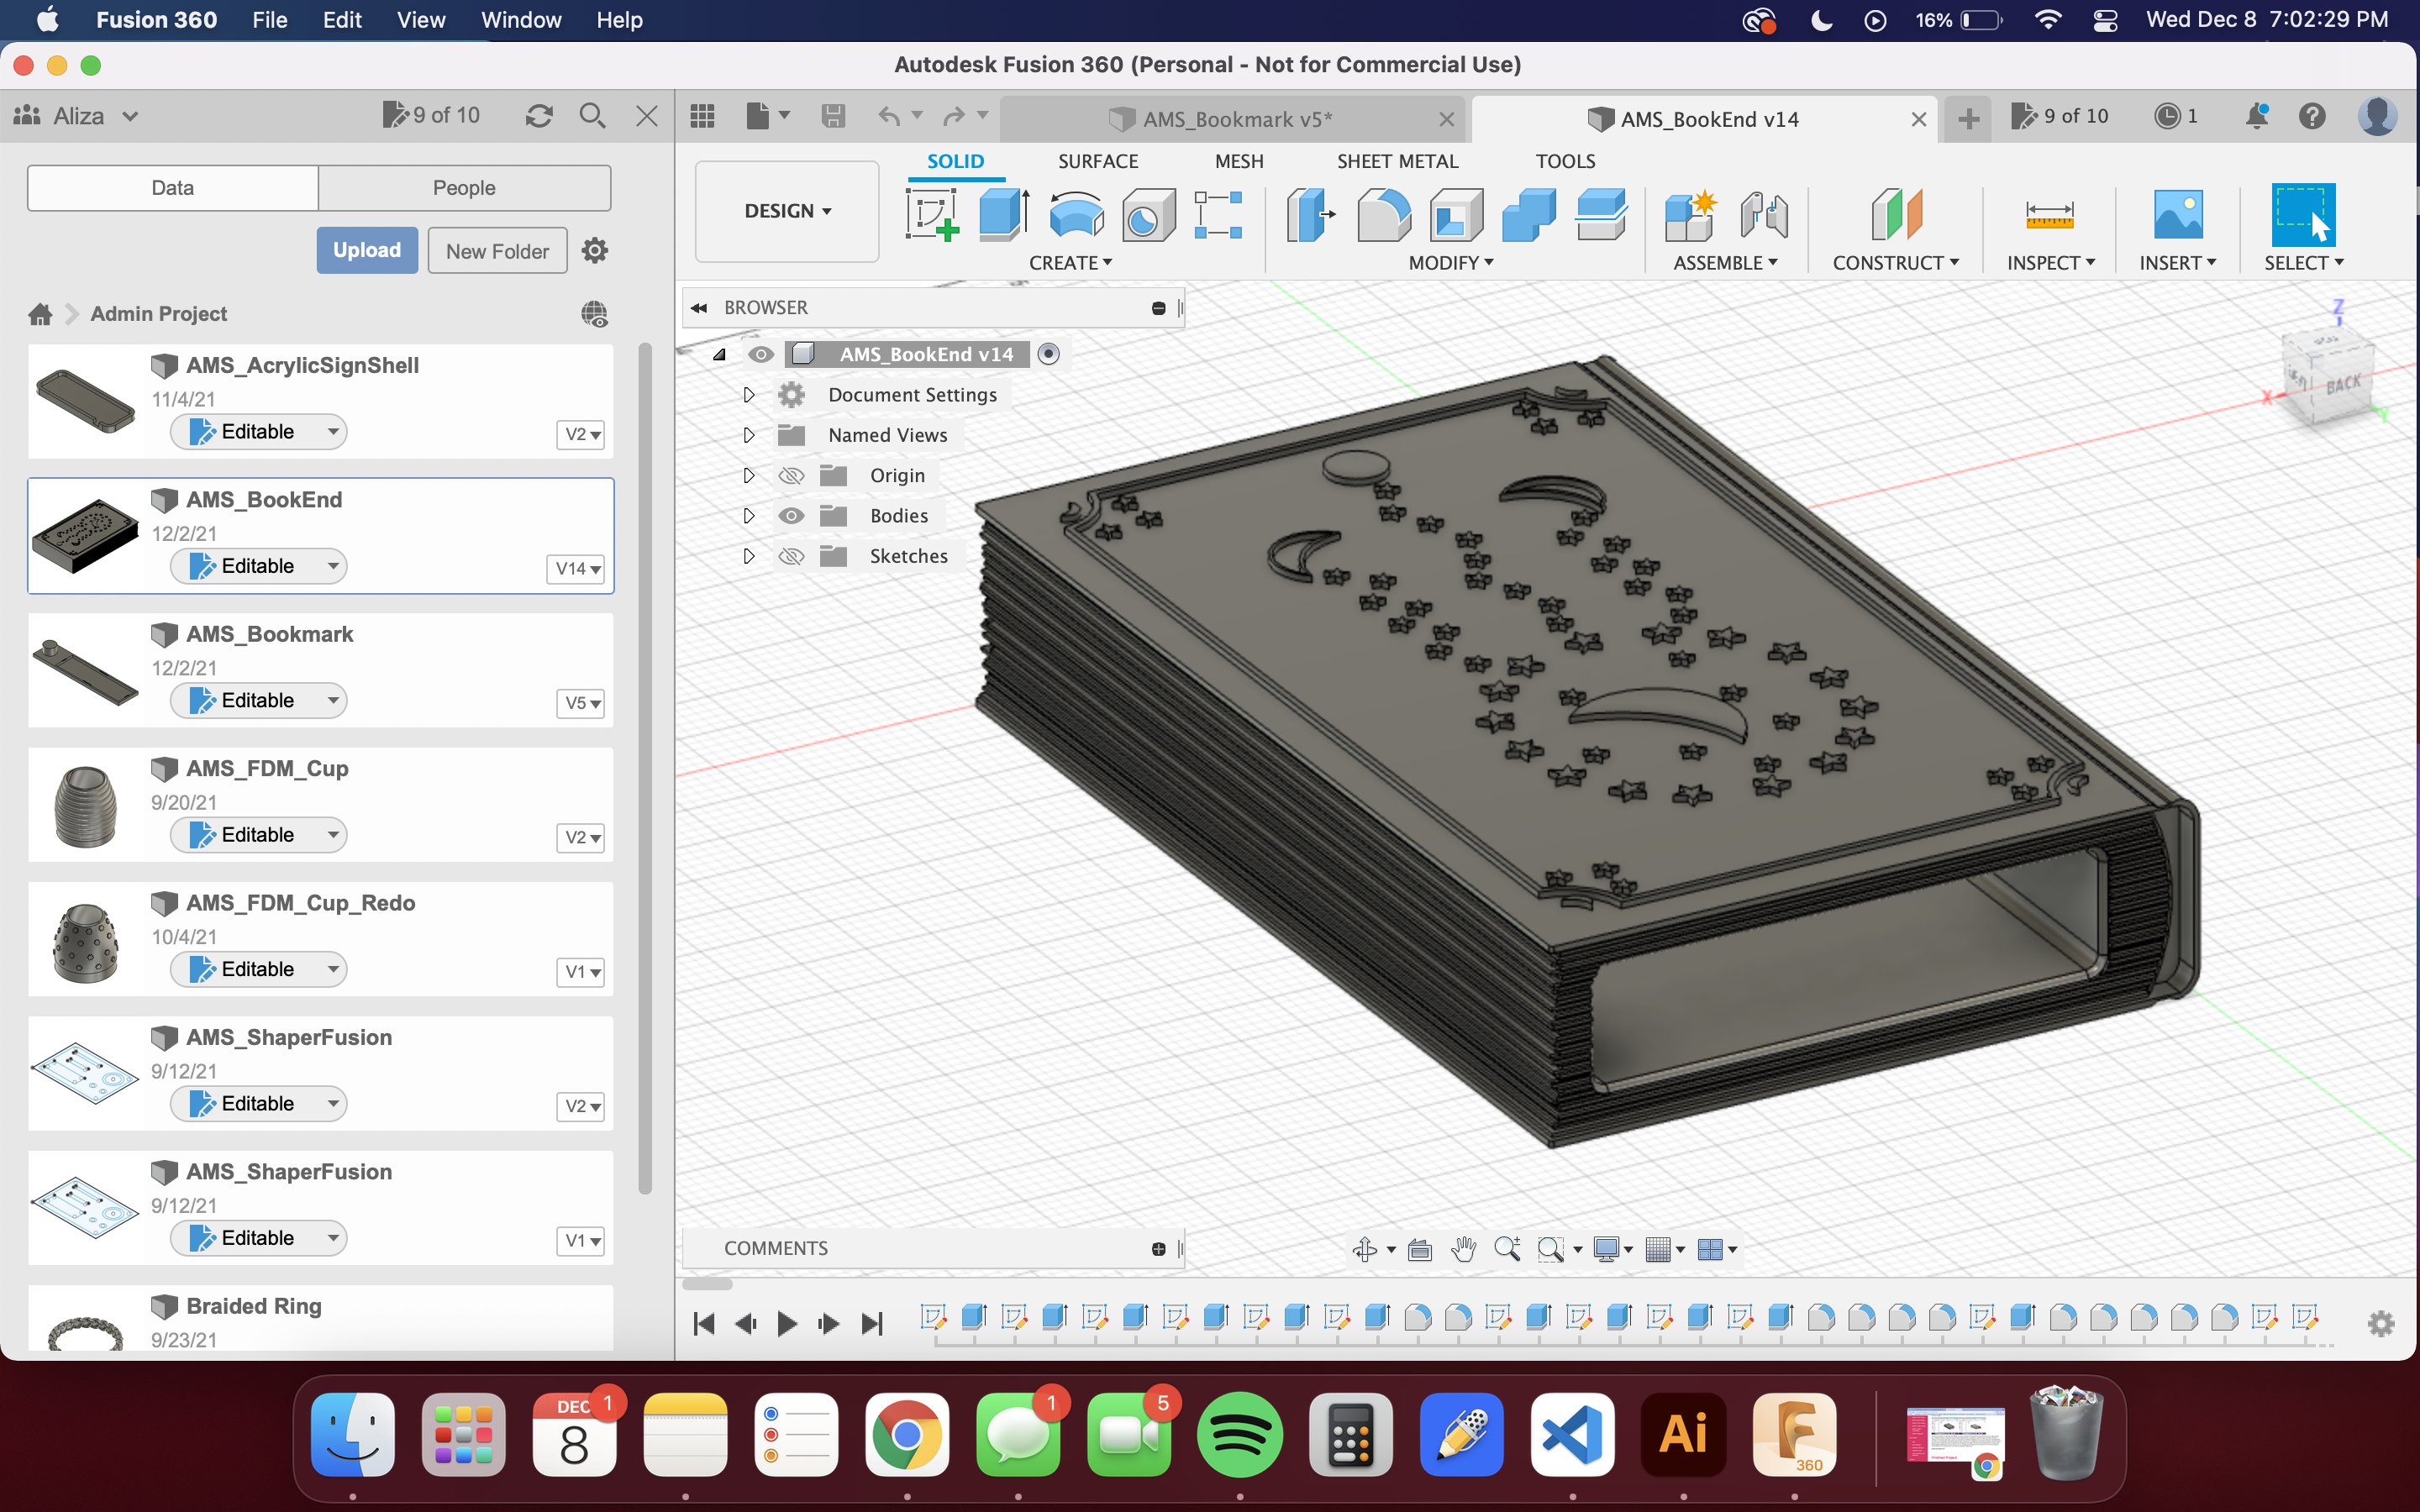 Fusion 360 File Edit View Window Help 16% Wed Dec 8 7:02:29 PM
Autodesk Fusion 360 (Personal - Not for Commercial Use)
Aliza 9 of 10
AMS_Bookmark v5* AMS_BookEnd v14 9 of 10 1
Data People
Upload New Folder
Admin Project
AMS_AcrylicSignShell
11/4/21
Editable V2
AMS_BookEnd
12/2/21
Editable V14
AMS_Bookmark
12/2/21
Editable V5
AMS_FDM_Cup
9/20/21
Editable V2
AMS_FDM_Cup_Redo
10/4/21
Editable V1
AMS_ShaperFusion
9/12/21
Editable V2
AMS_ShaperFusion
9/12/21
Editable V1
Braided Ring
9/23/21
DESIGN
SOLID SURFACE MESH SHEET METAL TOOLS
CREATE MODIFY ASSEMBLE CONSTRUCT INSPECT INSERT SELECT
BROWSER
AMS_BookEnd v14
Document Settings
Named Views
Origin
Bodies
Sketches
Z
X
BACK
Y
COMMENTS
DEC
8
1
1
5
Ai
360